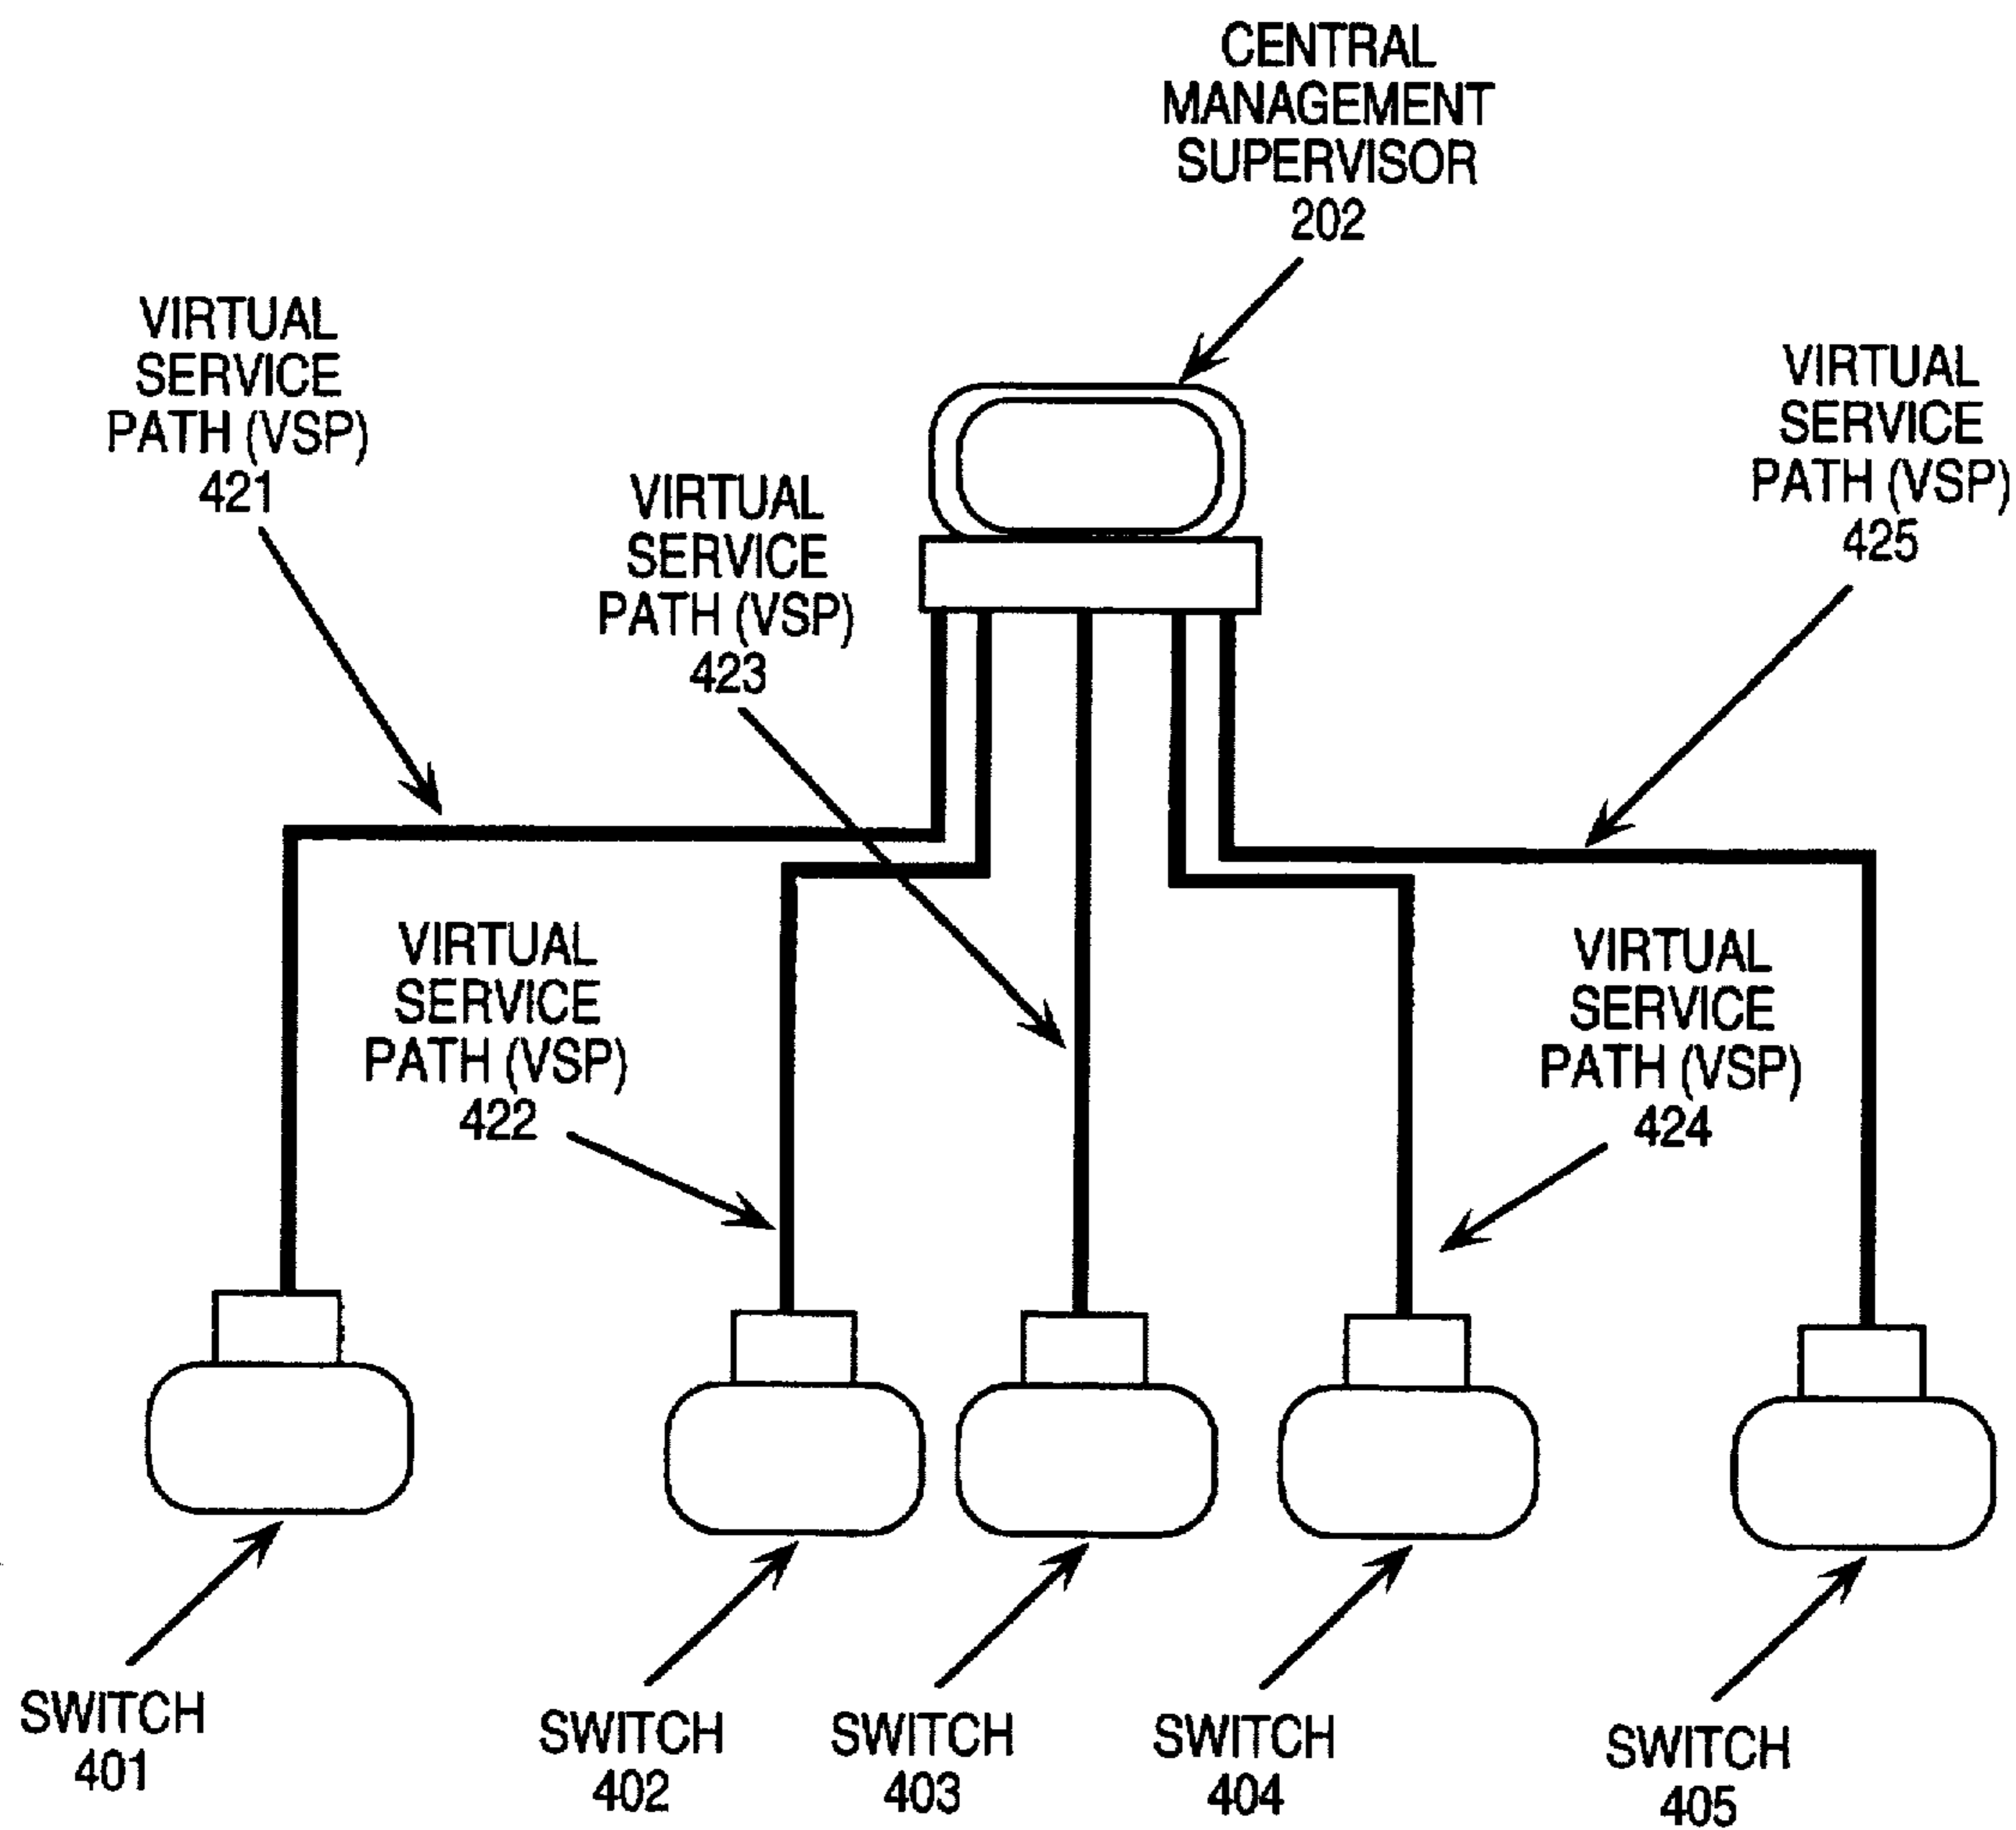 CENTRAL
MANAGEMENT
SUPERVISOR
202
VIRTUAL
SERVICE
PATH (VSP)
421
VIRTUAL
SERVICE
PATH (VSP)
425
VIRTUAL
SERVICE
PATH (VSP)
423
VIRTUAL
SERVICE
PATH (VSP)
422
VIRTUAL
SERVICE
PATH (VSP)
424
SWITCH
401
SWITCH
402
SWITCH
403
SWITCH
404
SWITCH
405